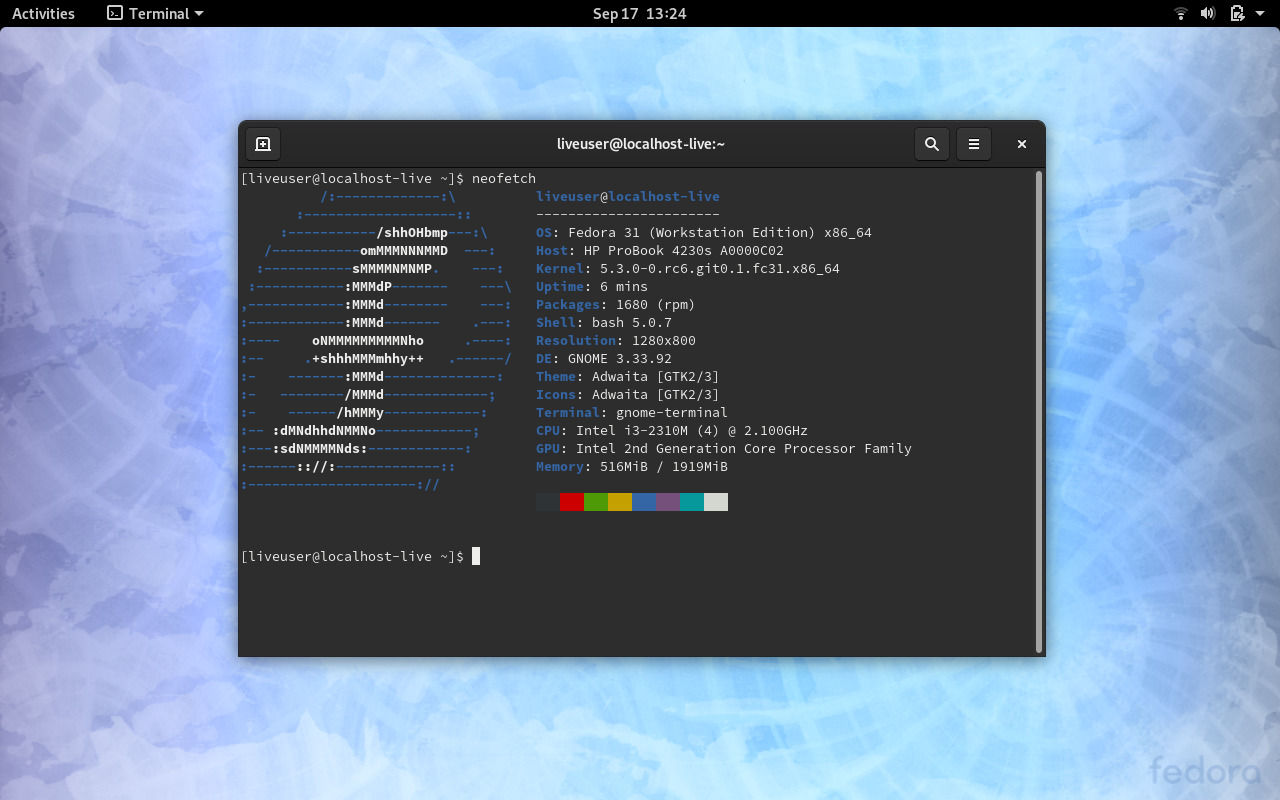 Activities Terminal Sep 17 13:24
liveuser@localhost-live:~
[liveuser@localhost-live ~]$ neofetch
/:-------------:\ liveuser@localhost-live
:-------------------:: -----------------------
:-----------/shhOHbmp---:\ OS: Fedora 31 (Workstation Edition) x86_64
/-----------omMMMNNNMMD  ---: Host: HP ProBook 4230s A0000C02
:-----------sMMMMNMNMP.    ---: Kernel: 5.3.0-0.rc6.git0.1.fc31.x86_64
:-----------:MMMdP-------    ---\ Uptime: 6 mins
,------------:MMMd--------    ---: Packages: 1680 (rpm)
:------------:MMMd-------    .---: Shell: bash 5.0.7
:----    oNMMMMMMMMMNho     .----: Resolution: 1280x800
:--     .+shhhMMMmhhy++   .------/ DE: GNOME 3.33.92
:-    -------:MMMd--------------: Theme: Adwaita [GTK2/3]
:-   --------/MMMd-------------; Icons: Adwaita [GTK2/3]
:-    ------/hMMMy------------: Terminal: gnome-terminal
:-- :dMNdhhdNMMNo------------; CPU: Intel i3-2310M (4) @ 2.100GHz
:---:sdNMMMMNds:------------: GPU: Intel 2nd Generation Core Processor Family
:------:://:-------------:: Memory: 516MiB / 1919MiB
:---------------------://
[liveuser@localhost-live ~]$
fedora